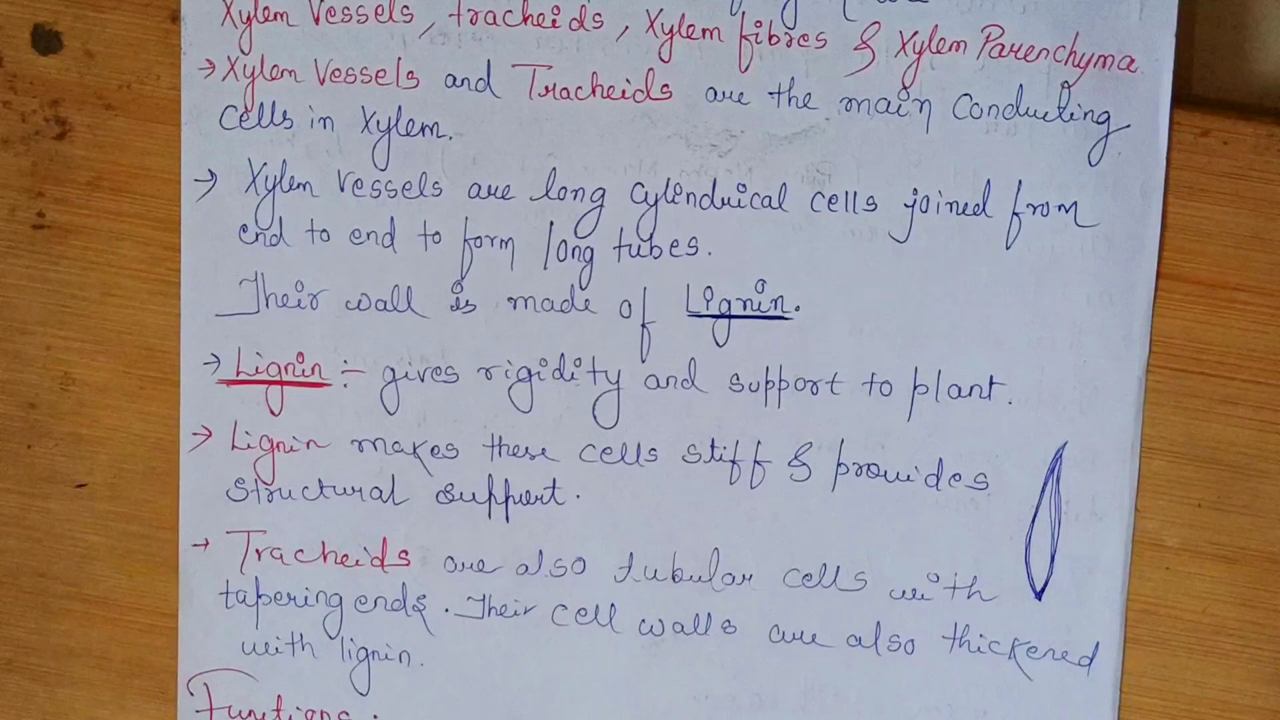 Xylem Vessels, tracheids, Xylem fibres & Xylem Parenchyma
→ Xylem Vessels and Tracheids are the main conducting
cells in Xylem.
→ Xylem vessels are long cylindrical cells joined from
end to end to form long tubes.
Their wall is made of Lignin.
→ Lignin :- gives rigidity and support to plant.
→ Lignin makes these cells stiff & provides
structural support.
→ Tracheids are also tubular cells with
tapering ends. Their cell walls are also thickered
with lignin.
Functions: